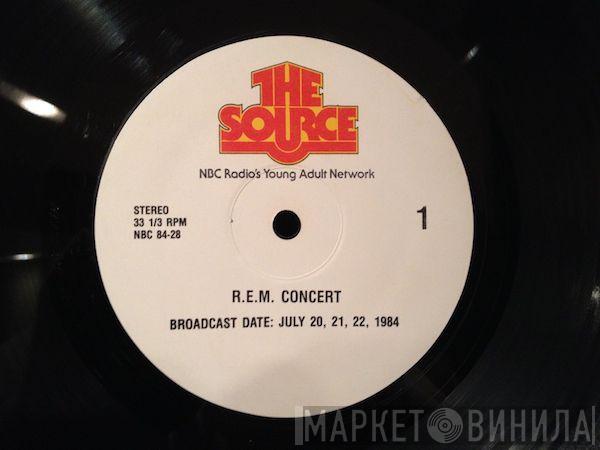 THE
SOURCE
NBC Radio's Young Adult Network
STEREO
33 1/3 RPM
NBC 84-28
1
R.E.M. CONCERT
BROADCAST DATE: JULY 20, 21, 22, 1984
МАРКЕТ ВИНИЛА